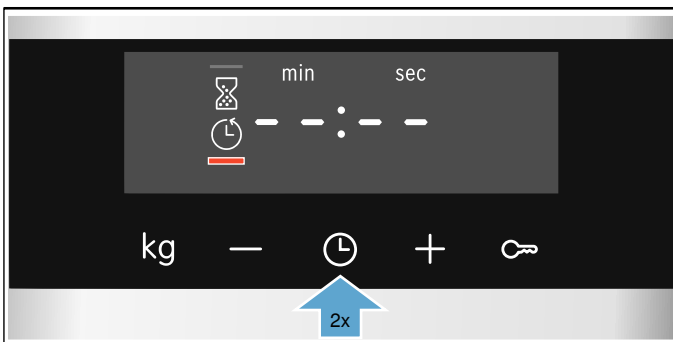 min sec
--:--
kg − +
2x